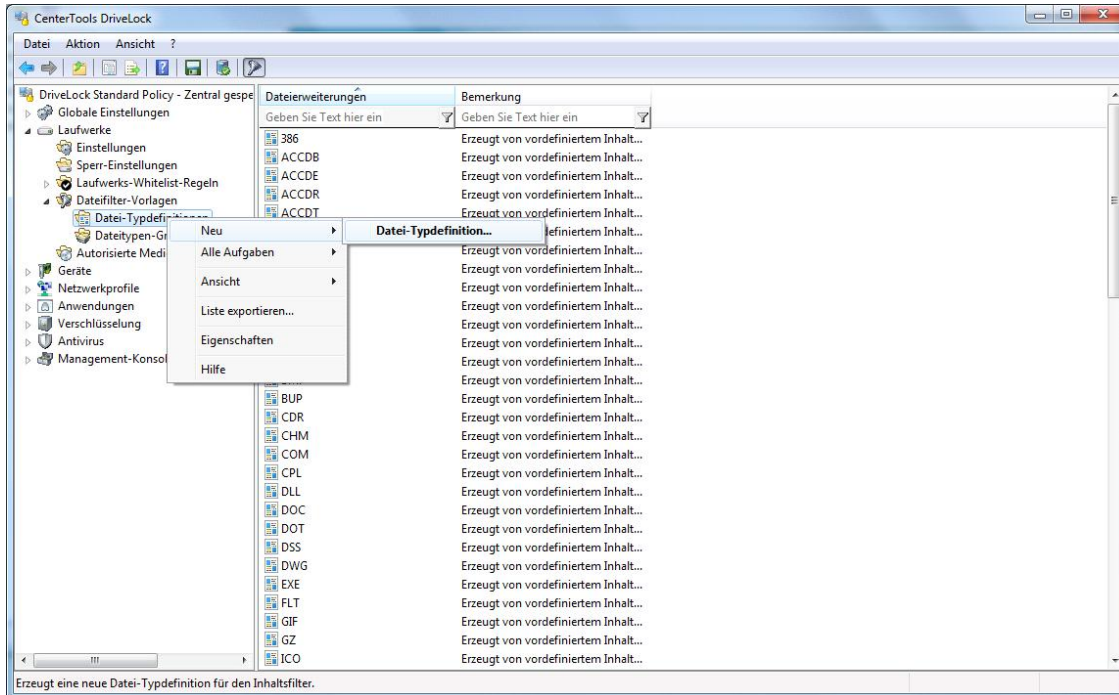 CenterTools DriveLock
Datei Aktion Ansicht ?
DriveLock Standard Policy - Zentral gespe
Globale Einstellungen
Laufwerke
Einstellungen
Sperr-Einstellungen
Laufwerks-Whitelist-Regeln
Dateifilter-Vorlagen
Datei-Typdefinitionen
Dateitypen-Gr
Autorisierte Medi
Geräte
Netzwerkprofile
Anwendungen
Verschlüsselung
Antivirus
Management-Konsol
Neu
Alle Aufgaben
Ansicht
Liste exportieren...
Eigenschaften
Hilfe
Datei-Typdefinition...
Dateierweiterungen Bemerkung
Geben Sie Text hier ein Geben Sie Text hier ein
386 Erzeugt von vordefiniertem Inhalt...
ACCDB Erzeugt von vordefiniertem Inhalt...
ACCDE Erzeugt von vordefiniertem Inhalt...
ACCDR Erzeugt von vordefiniertem Inhalt...
ACCDT Erzeugt von vordefiniertem Inhalt...
definiertem Inhalt...
Erzeugt von vordefiniertem Inhalt...
Erzeugt von vordefiniertem Inhalt...
Erzeugt von vordefiniertem Inhalt...
Erzeugt von vordefiniertem Inhalt...
Erzeugt von vordefiniertem Inhalt...
Erzeugt von vordefiniertem Inhalt...
Erzeugt von vordefiniertem Inhalt...
Erzeugt von vordefiniertem Inhalt...
BUP Erzeugt von vordefiniertem Inhalt...
CDR Erzeugt von vordefiniertem Inhalt...
CHM Erzeugt von vordefiniertem Inhalt...
COM Erzeugt von vordefiniertem Inhalt...
CPL Erzeugt von vordefiniertem Inhalt...
DLL Erzeugt von vordefiniertem Inhalt...
DOC Erzeugt von vordefiniertem Inhalt...
DOT Erzeugt von vordefiniertem Inhalt...
DSS Erzeugt von vordefiniertem Inhalt...
DWG Erzeugt von vordefiniertem Inhalt...
EXE Erzeugt von vordefiniertem Inhalt...
FLT Erzeugt von vordefiniertem Inhalt...
GIF Erzeugt von vordefiniertem Inhalt...
GZ Erzeugt von vordefiniertem Inhalt...
ICO Erzeugt von vordefiniertem Inhalt...
Erzeugt eine neue Datei-Typdefinition für den Inhaltsfilter.